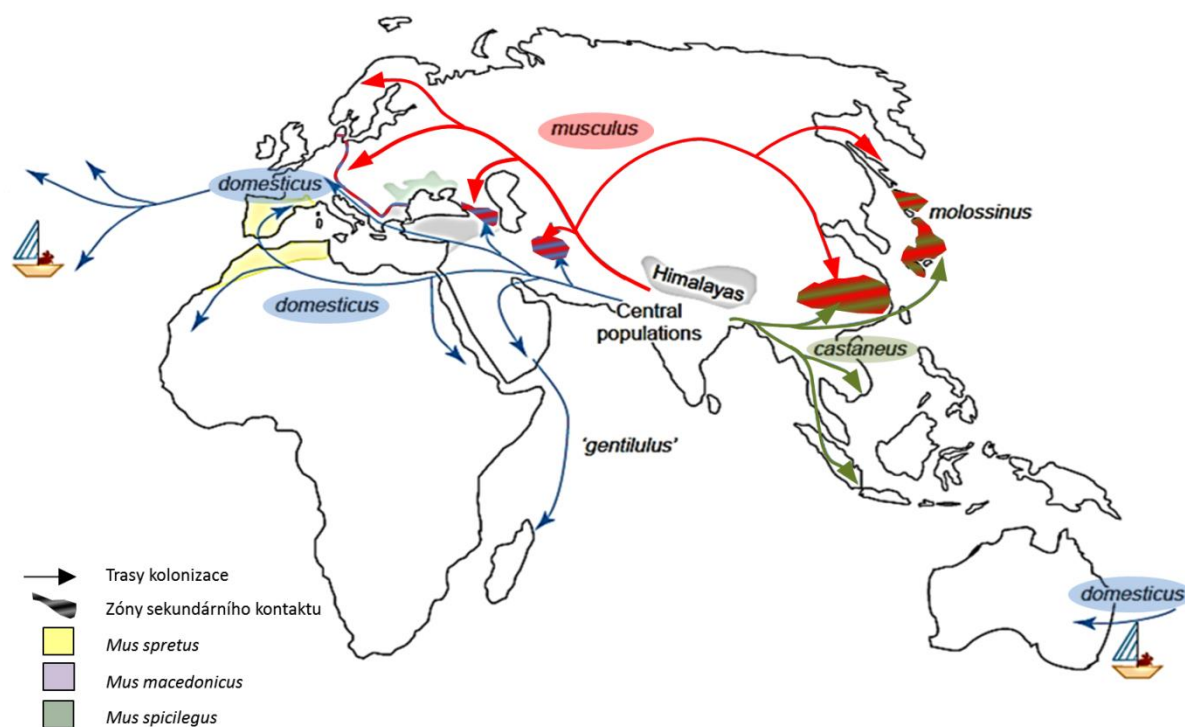 musculus
domesticus
molossinus
Himalayas
Central
populations
domesticus
castaneus
'gentilulus'
Trasy kolonizace
Zóny sekundárního kontaktu
domesticus
Mus spretus
Mus macedonicus
Mus spicilegus